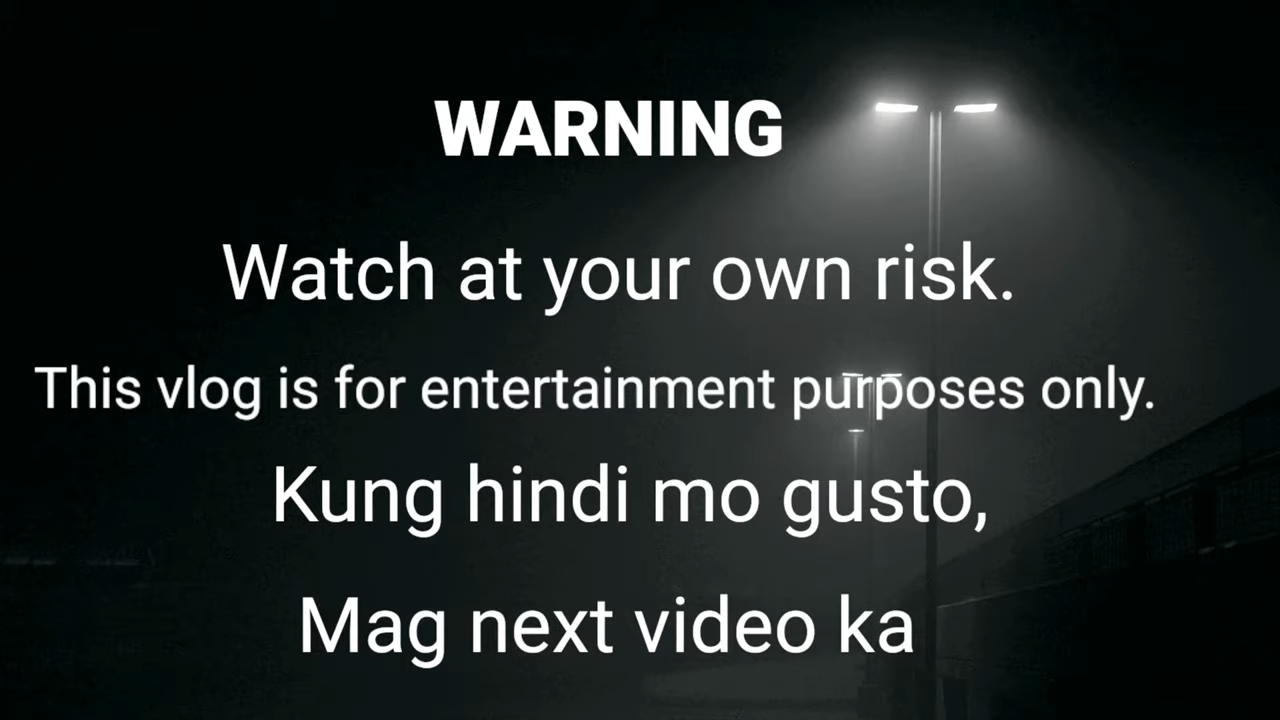 WARNING
Watch at your own risk.
This vlog is for entertainment purposes only.
Kung hindi mo gusto,
Mag next video ka